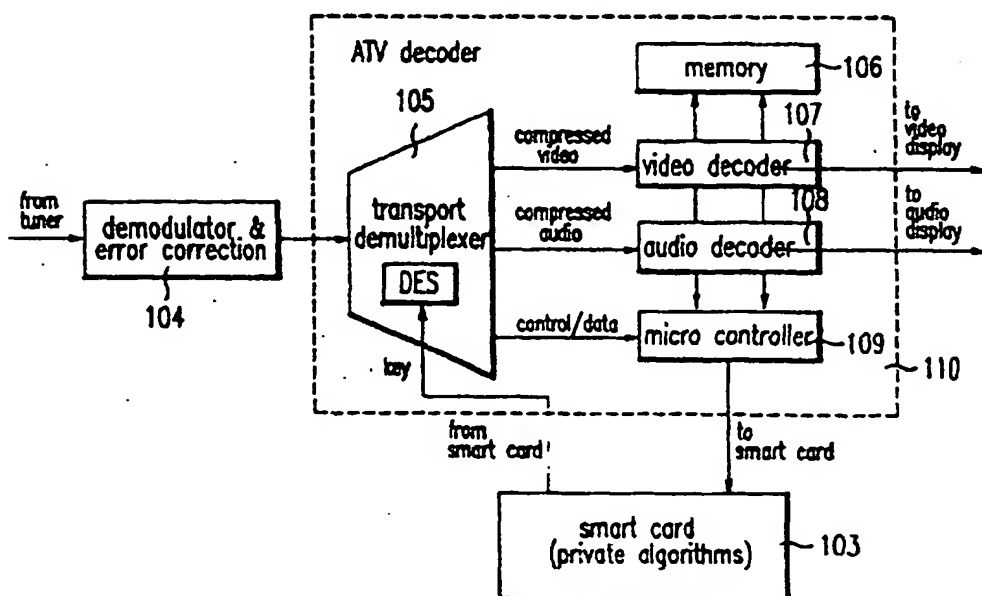 ATV decoder
memory
106
105
107
compressed
video
video decoder
to
video
display
from
tuner
demodulator &
error correction
104
transport
demultiplexer
DES
compressed
audio
108
audio decoder
to
audio
display
control/data
micro controller
109
110
key
from
smart card
to
smart card
smart card
(private algorithms)
103